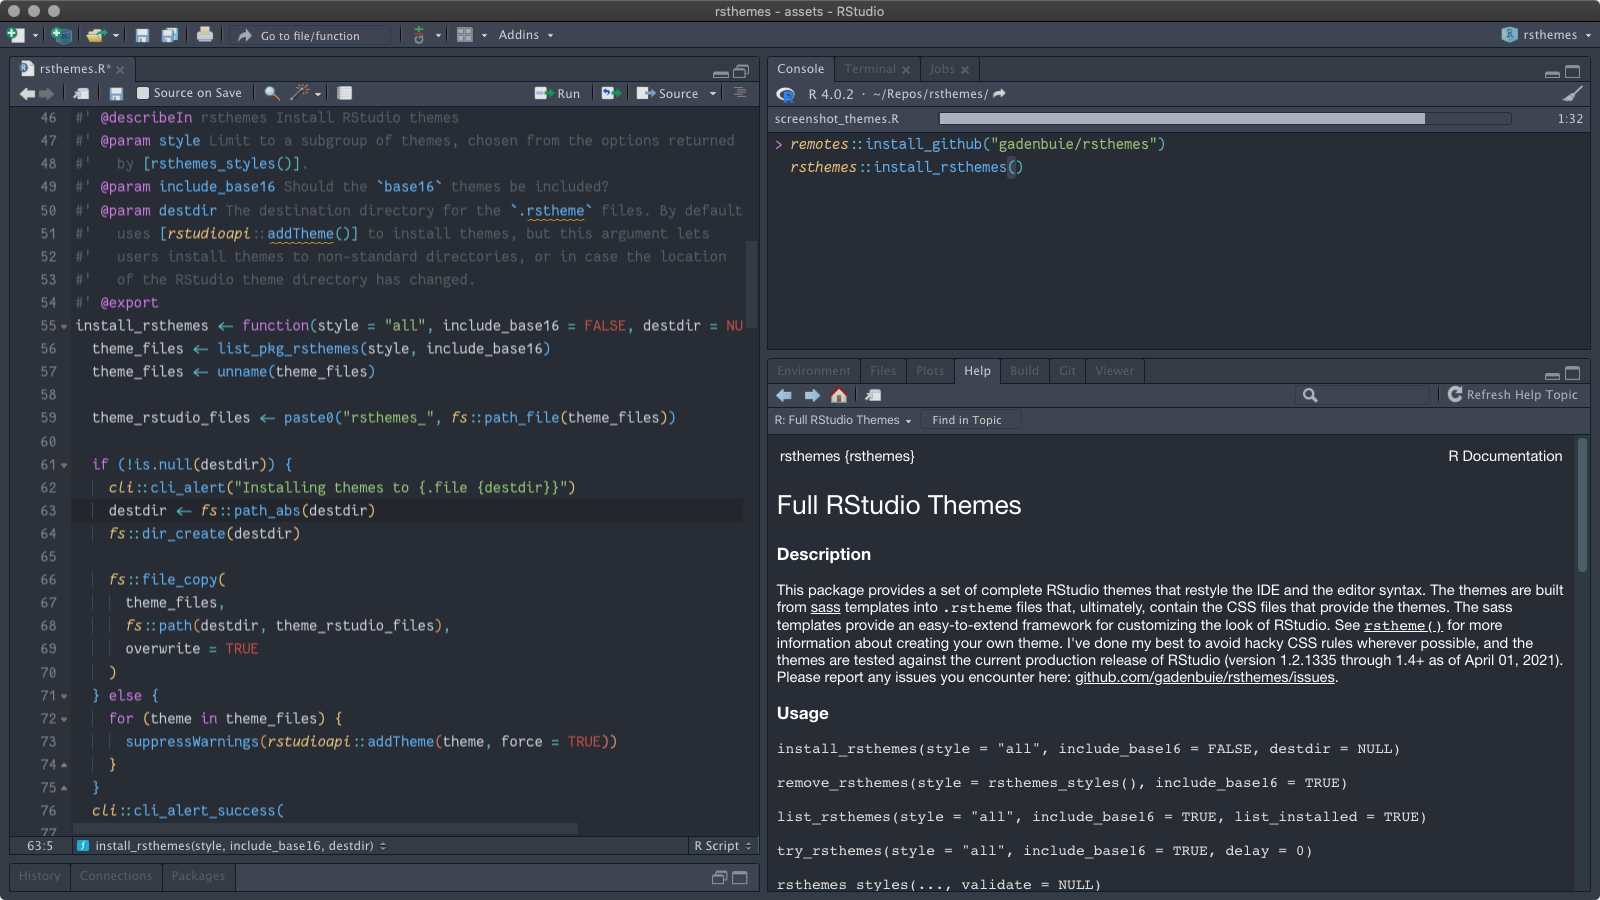 rsthemes - assets - RStudio
Go to file/function
Addins
rsthemes
rsthemes.R*
Source on Save
Run
Source
46 #' @describeIn rsthemes Install RStudio themes
47 #' @param style Limit to a subgroup of themes, chosen from the options returned
48 #'   by [rsthemes_styles()].
49 #' @param include_base16 Should the `base16` themes be included?
50 #' @param destdir The destination directory for the `.rstheme` files. By default
51 #'   uses [rstudioapi::addTheme()] to install themes, but this argument lets
52 #'   users install themes to non-standard directories, or in case the location
53 #'   of the RStudio theme directory has changed.
54 #' @export
55 install_rsthemes <- function(style = "all", include_base16 = FALSE, destdir = NU
56   theme_files <- list_pkg_rsthemes(style, include_base16)
57   theme_files <- unname(theme_files)
58
59   theme_rstudio_files <- paste0("rsthemes_", fs::path_file(theme_files))
60
61   if (!is.null(destdir)) {
62     cli::cli_alert("Installing themes to {.file {destdir}}")
63     destdir <- fs::path_abs(destdir)
64     fs::dir_create(destdir)
65
66     fs::file_copy(
67       theme_files,
68       fs::path(destdir, theme_rstudio_files),
69       overwrite = TRUE
70     )
71   } else {
72     for (theme in theme_files) {
73       suppressWarnings(rstudioapi::addTheme(theme, force = TRUE))
74     }
75   }
76   cli::cli_alert_success(
77
63:5 install_rsthemes(style, include_base16, destdir) R Script
History Connections Packages
Console Terminal Jobs
R 4.0.2 · ~/Repos/rsthemes/
screenshot_themes.R 1:32
> remotes::install_github("gadenbuie/rsthemes")
rsthemes::install_rsthemes()
Environment Files Plots Help Build Git Viewer
Refresh Help Topic
R: Full RStudio Themes Find in Topic
rsthemes {rsthemes} R Documentation
Full RStudio Themes
Description
This package provides a set of complete RStudio themes that restyle the IDE and the editor syntax. The themes are built
from sass templates into .rstheme files that, ultimately, contain the CSS files that provide the themes. The sass
templates provide an easy-to-extend framework for customizing the look of RStudio. See rstheme() for more
information about creating your own theme. I've done my best to avoid hacky CSS rules wherever possible, and the
themes are tested against the current production release of RStudio (version 1.2.1335 through 1.4+ as of April 01, 2021).
Please report any issues you encounter here: github.com/gadenbuie/rsthemes/issues.
Usage
install_rsthemes(style = "all", include_base16 = FALSE, destdir = NULL)
remove_rsthemes(style = rsthemes_styles(), include_base16 = TRUE)
list_rsthemes(style = "all", include_base16 = TRUE, list_installed = TRUE)
try_rsthemes(style = "all", include_base16 = TRUE, delay = 0)
rsthemes_styles(..., validate = NULL)